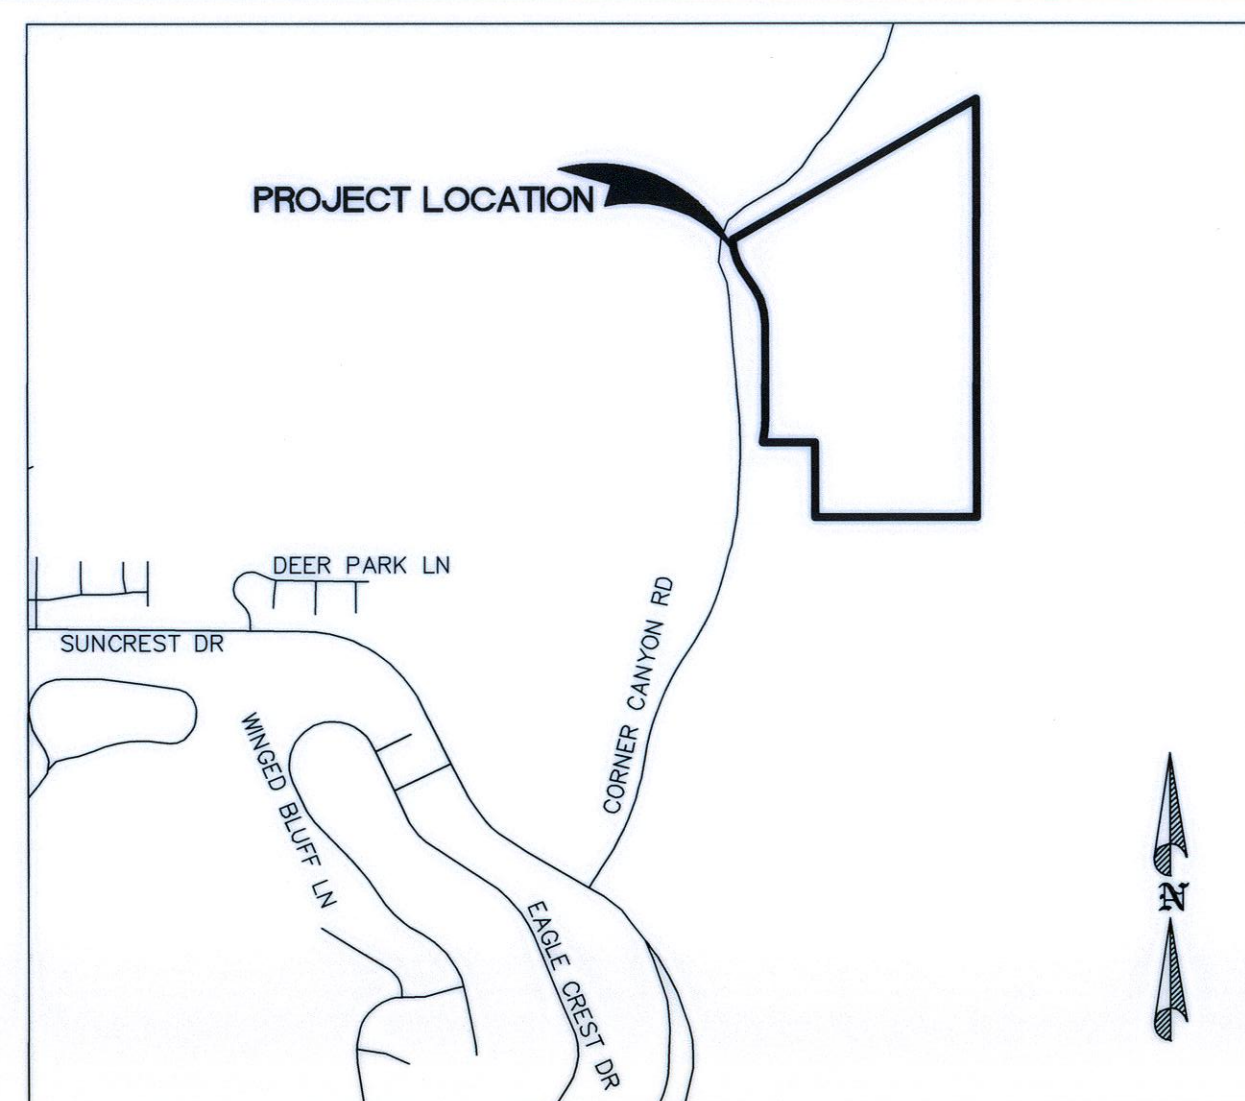 PROJECT LOCATION
DEER PARK LN
SUNCREST DR
CORNER CANYON RD
WINGED BLUFF LN
EAGLE CREST DR
N